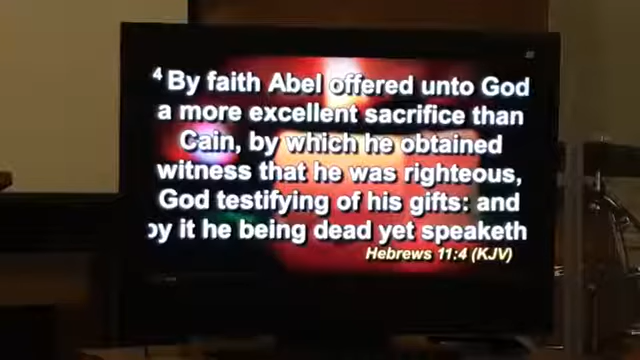 4 By faith Abel offered unto God
a more excellent sacrifice than
Cain, by which he obtained
witness that he was righteous,
God testifying of his gifts: and
by it he being dead yet speaketh
Hebrews 11:4 (KJV)